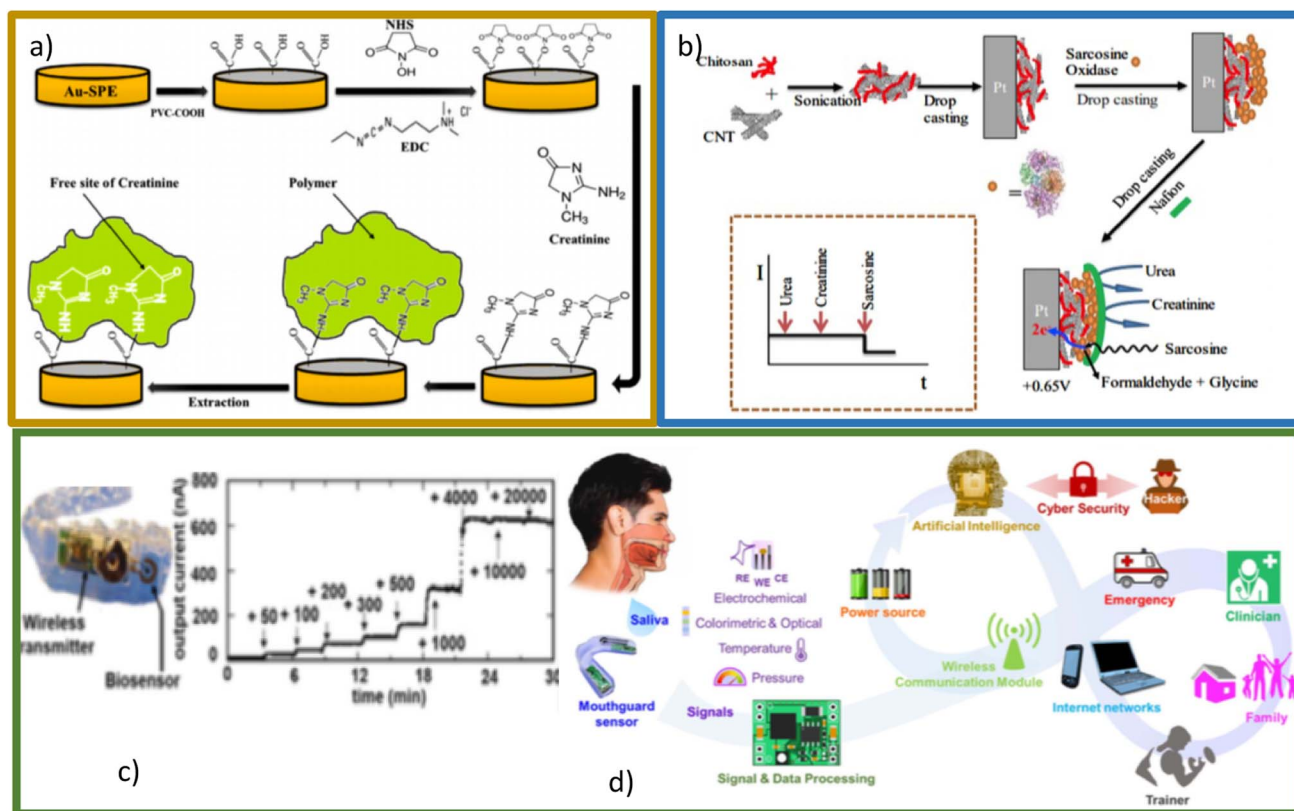 a)
Au-SPE
PVC-COOH
NHS
EDC
Cl⁻
Creatinine
Free site of Creatinine
Polymer
Extraction
b)
Chitosan
+
CNT
Sonication
Drop
casting
Pt
Sarcosine
Oxidase
Drop casting
=
Drop casting
Nafion
I
Urea
Creatinine
Sarcosine
t
Pt
2e⁻
+0.65V
Urea
Creatinine
Sarcosine
Formaldehyde + Glycine
Wireless
transmitter
Biosensor
output current (nA)
800
600
400
200
0
+ 50
+ 100
+ 200
+ 300
+ 500
+ 1000
+ 4000
+ 10000
+ 20000
0 6 12 18 24 30
time (min)
c)
Saliva
Mouthguard
sensor
RE WE CE
Electrochemical
Colorimetric & Optical
Temperature
Pressure
Signals
Signal & Data Processing
Power source
Artificial Intelligence
Cyber Security
Hacker
Wireless
Communication Module
Emergency
Clinician
Internet networks
Family
Trainer
d)